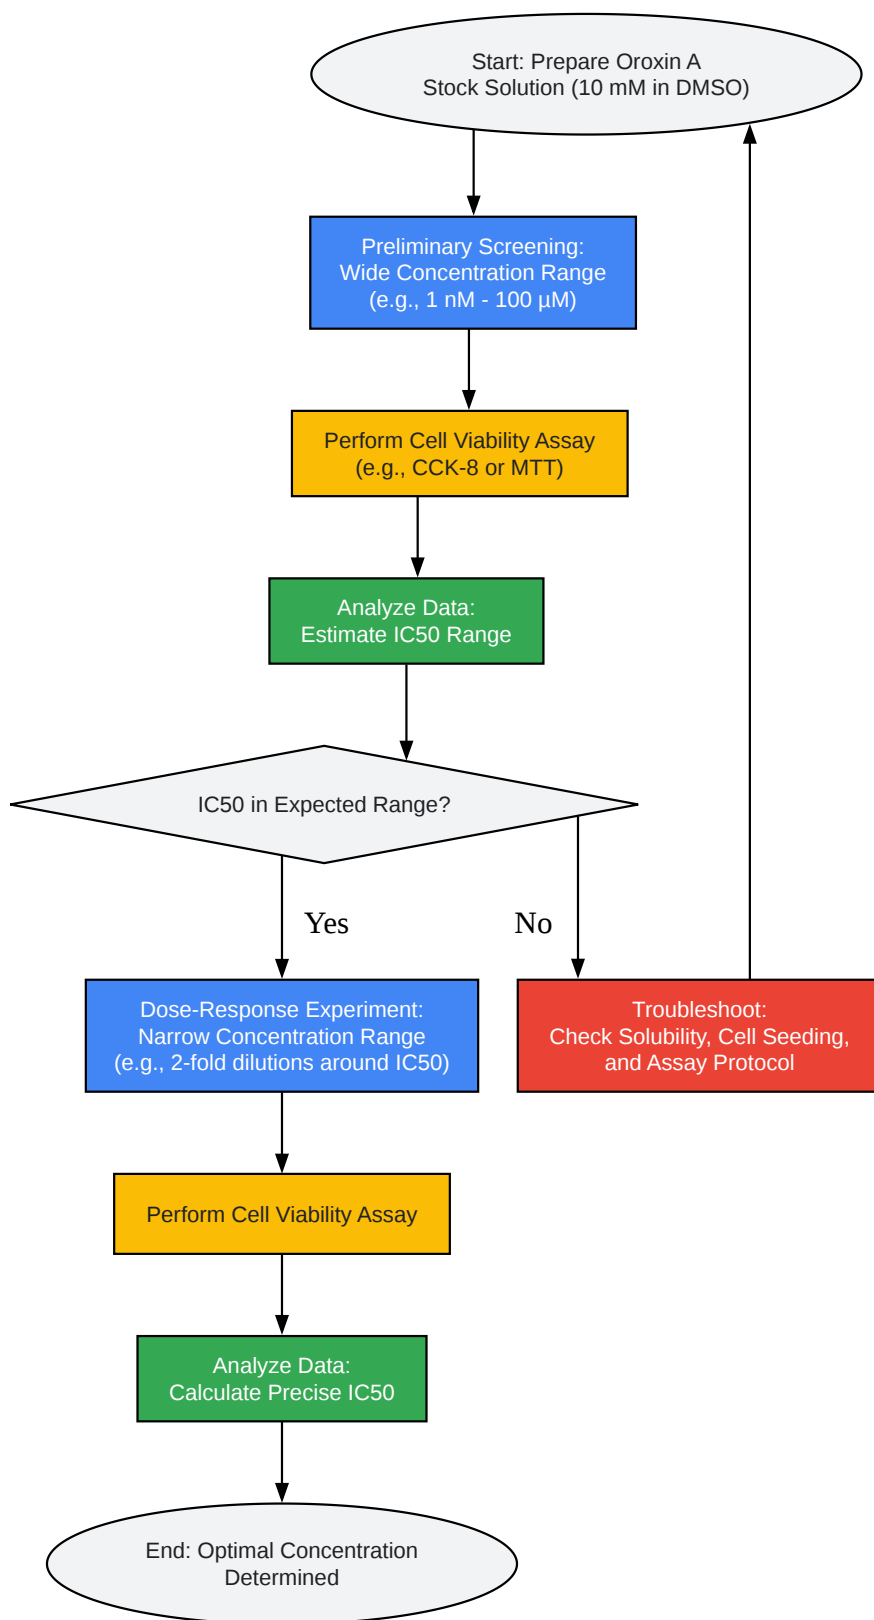 Start: Prepare Oroxin A
Stock Solution (10 mM in DMSO)
Preliminary Screening:
Wide Concentration Range
(e.g., 1 nM - 100 µM)
Perform Cell Viability Assay
(e.g., CCK-8 or MTT)
Analyze Data:
Estimate IC50 Range
IC50 in Expected Range?
Yes
No
Dose-Response Experiment:
Narrow Concentration Range
(e.g., 2-fold dilutions around IC50)
Troubleshoot:
Check Solubility, Cell Seeding,
and Assay Protocol
Perform Cell Viability Assay
Analyze Data:
Calculate Precise IC50
End: Optimal Concentration
Determined